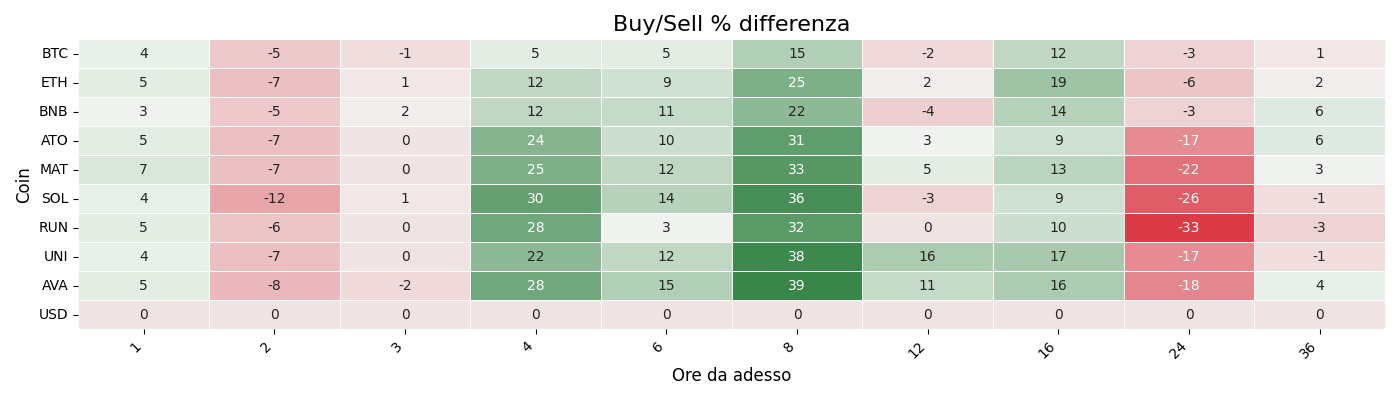 Buy/Sell % differenza
Coin
BTC 4 -5 -1 5 5 15 -2 12 -3 1
ETH 5 -7 1 12 9 25 2 19 -6 2
BNB 3 -5 2 12 11 22 -4 14 -3 6
ATO 5 -7 0 24 10 31 3 9 -17 6
MAT 7 -7 0 25 12 33 5 13 -22 3
SOL 4 -12 1 30 14 36 -3 9 -26 -1
RUN 5 -6 0 28 3 32 0 10 -33 -3
UNI 4 -7 0 22 12 38 16 17 -17 -1
AVA 5 -8 -2 28 15 39 11 16 -18 4
USD 0 0 0 0 0 0 0 0 0 0
1 2 3 4 6 8 12 16 24 36
Ore da adesso